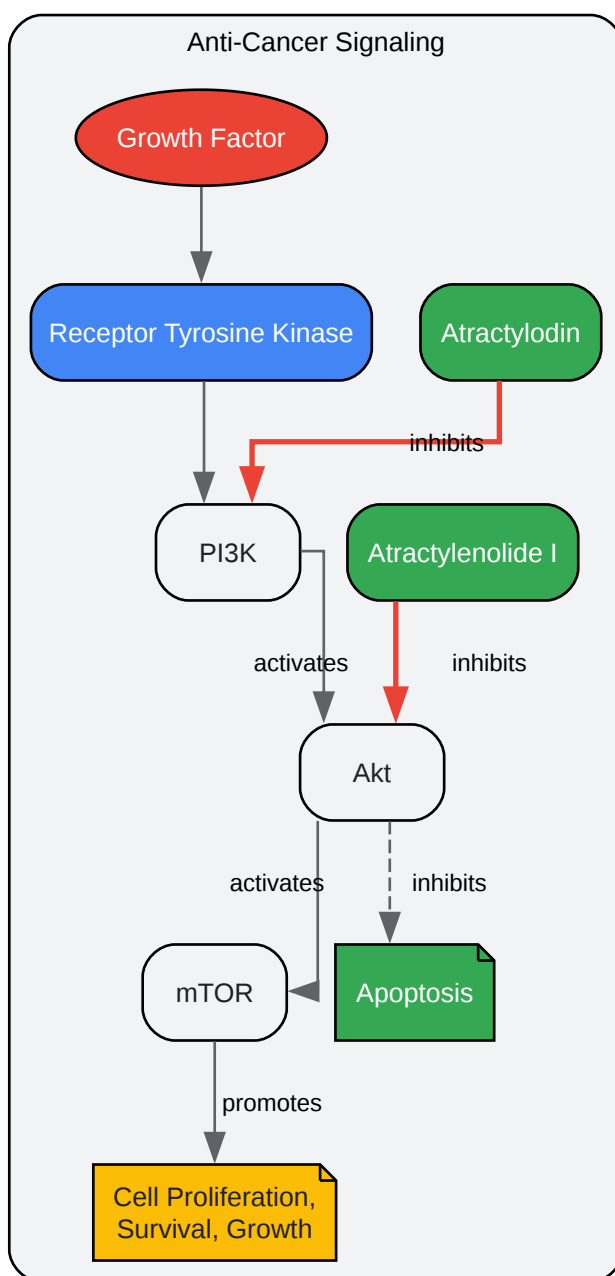 Anti-Cancer Signaling
Growth Factor
Receptor Tyrosine Kinase
Atractylodin
inhibits
PI3K
Atractylenolide I
activates
inhibits
Akt
activates
inhibits
mTOR
Apoptosis
promotes
Cell Proliferation,
Survival, Growth